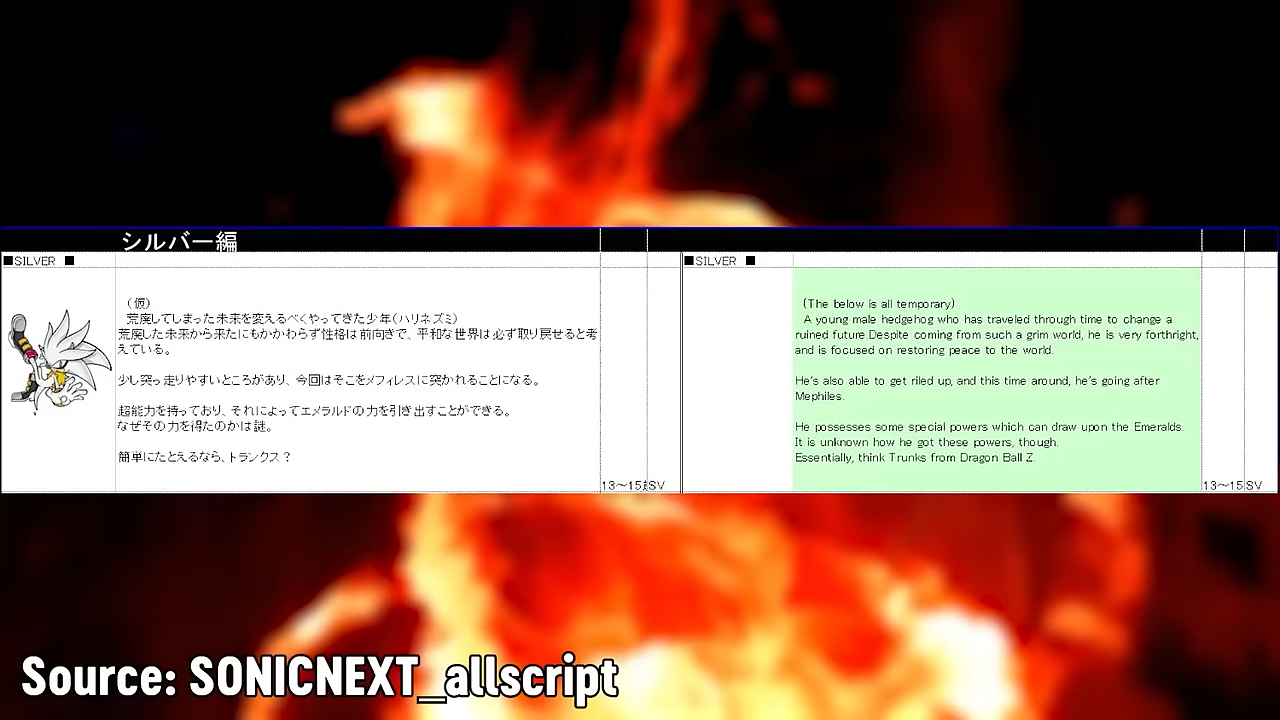 シルバー編
■SILVER ■
（仮）
荒廃してしまった未来を変えるべくやってきた少年（ハリネズミ）
荒廃した未来から来たにもかかわらず性格は前向きで、平和な世界は必ず取り戻せると考
えている。
少し突っ走りやすいところがあり、今回はそこをメフィレスに突かれることになる。
超能力を持っており、それによってエメラルドの力を引き出すことができる。
なぜその力を得たのかは謎。
簡単にたとえるなら、トランクス？
13～15 SV
■SILVER ■
(The below is all temporary)
A young male hedgehog who has traveled through time to change a
ruined future.Despite coming from such a grim world, he is very forthright,
and is focused on restoring peace to the world.
He's also able to get riled up, and this time around, he's going after
Mephiles.
He possesses some special powers which can draw upon the Emeralds.
It is unknown how he got these powers, though.
Essentially, think Trunks from Dragon Ball Z.
13～15 SV
Source: SONICNEXT_allscript